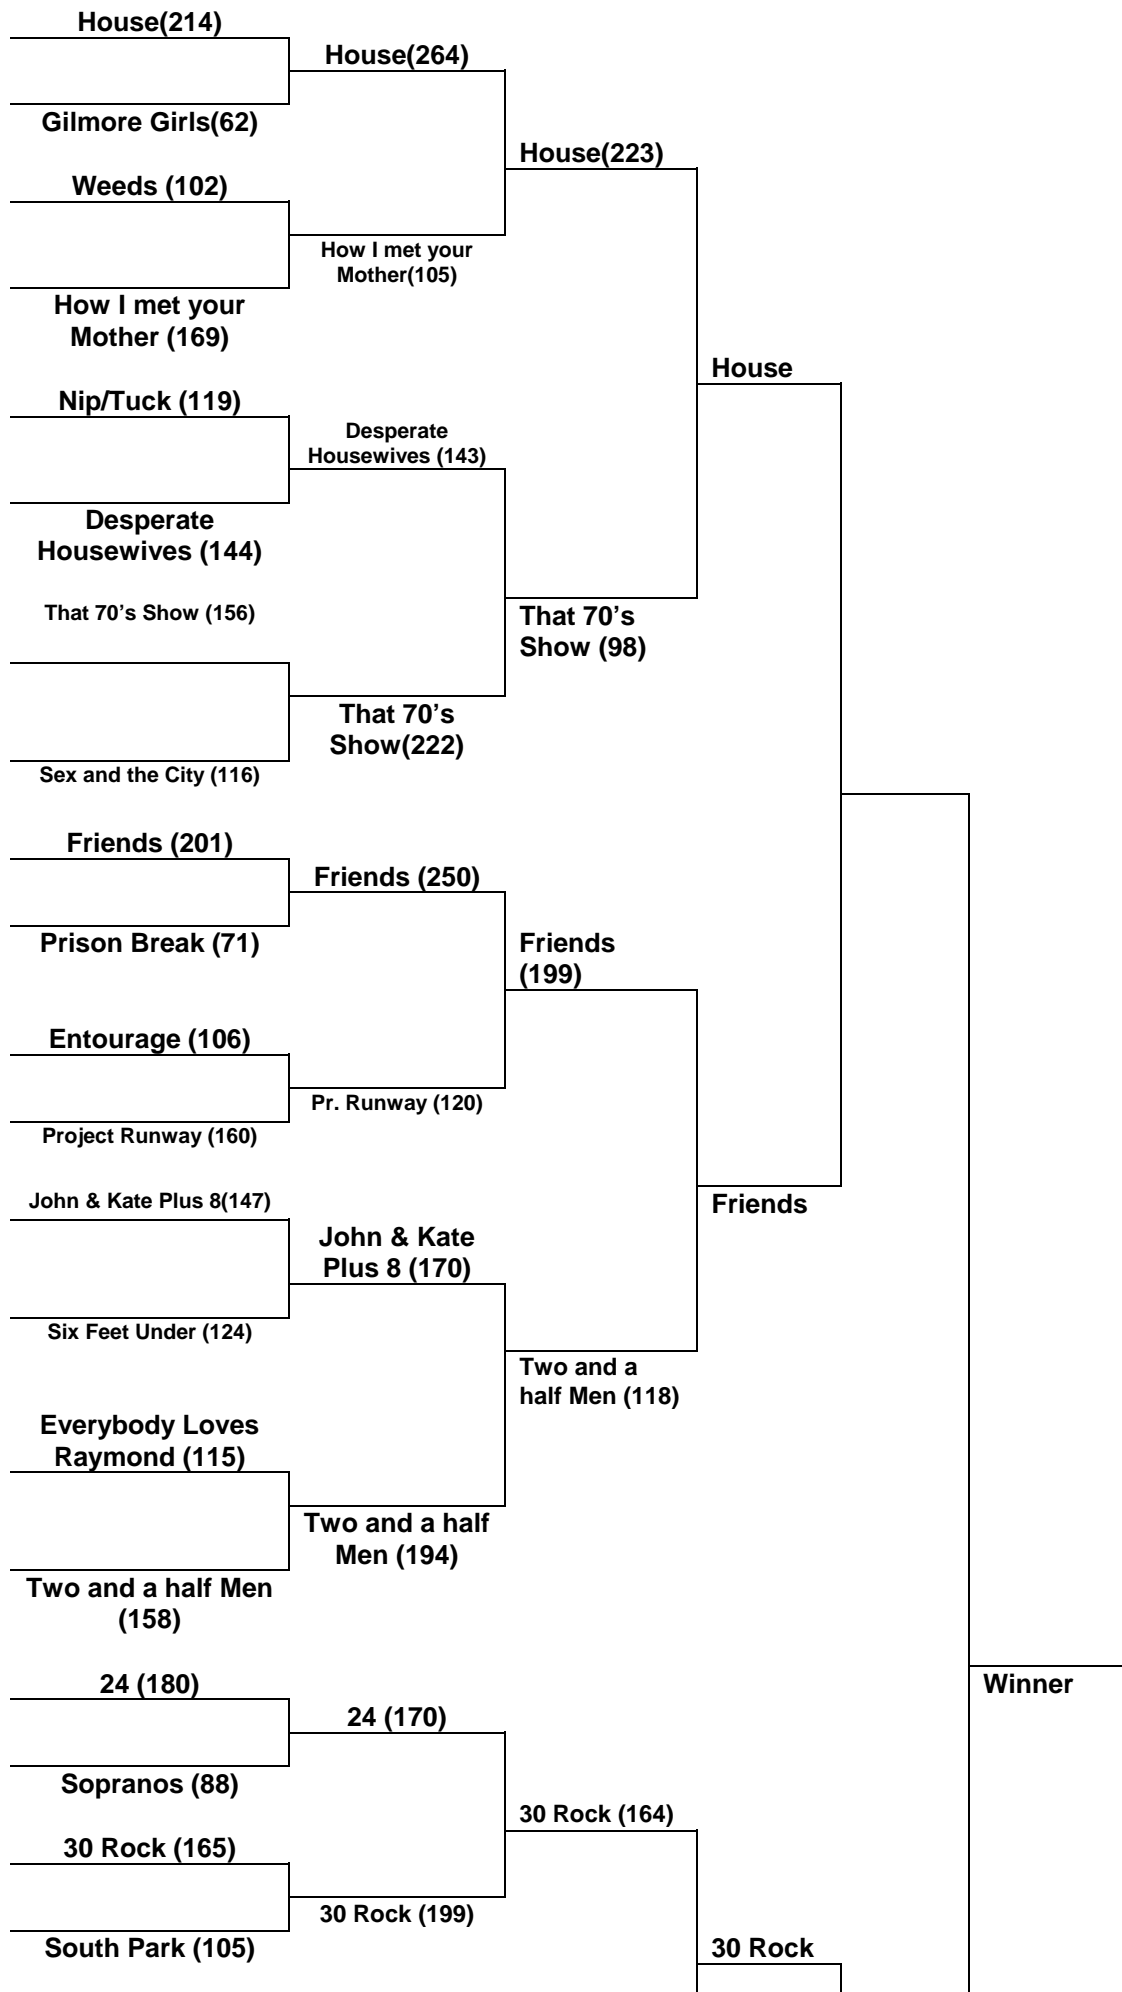 House(214)
House(264)
Gilmore Girls(62)
House(223)
Weeds (102)
How I met your
Mother(105)
How I met your
Mother (169)
House
Nip/Tuck (119)
Desperate
Housewives (143)
Desperate
Housewives (144)
That 70’s Show (156)
That 70’s
Show (98)
That 70’s
Show(222)
Sex and the City (116)
Friends (201)
Friends (250)
Prison Break (71)
Friends
(199)
Entourage (106)
Pr. Runway (120)
Project Runway (160)
John & Kate Plus 8(147)
Friends
John & Kate
Plus 8 (170)
Six Feet Under (124)
Two and a
half Men (118)
Everybody Loves
Raymond (115)
Two and a half
Men (194)
Two and a half Men
(158)
24 (180)
Winner
24 (170)
Sopranos (88)
30 Rock (164)
30 Rock (165)
30 Rock (199)
South Park (105)
30 Rock